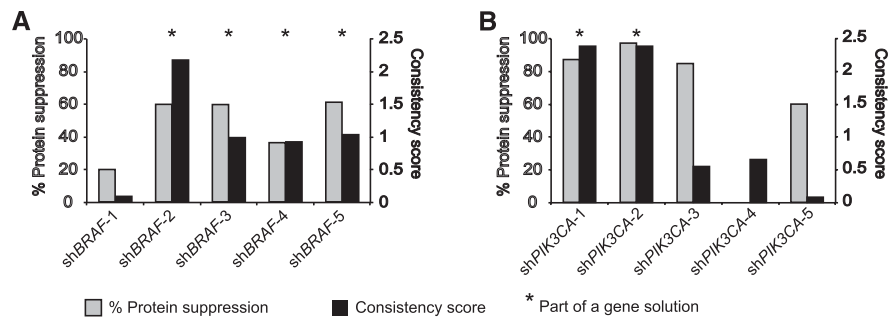 A
B
* * * *
* *
% Protein suppression
100
80
60
40
20
0
2.5
2
1.5
1
0.5
0
Consistency score
shBRAF-1
shBRAF-2
shBRAF-3
shBRAF-4
shBRAF-5
% Protein suppression
100
80
60
40
20
0
2.5
2
1.5
1
0.5
0
Consistency score
shPIK3CA-1
shPIK3CA-2
shPIK3CA-3
shPIK3CA-4
shPIK3CA-5
% Protein suppression
Consistency score
* Part of a gene solution